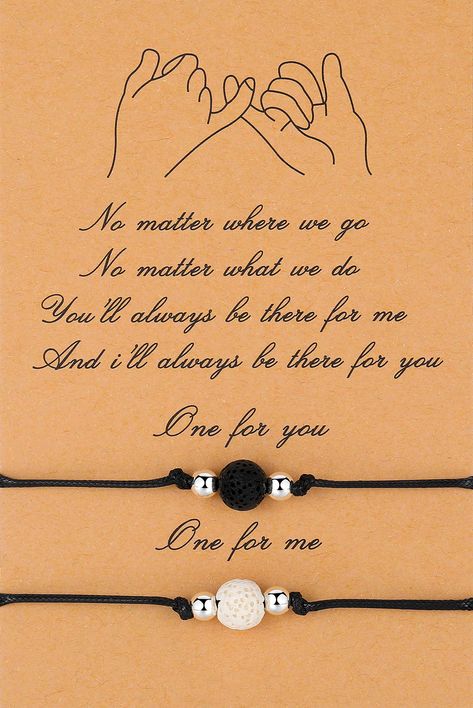 No matter where we go
No matter what we do
You'll always be there for me
And i'll always be there for you
One for you
One for me